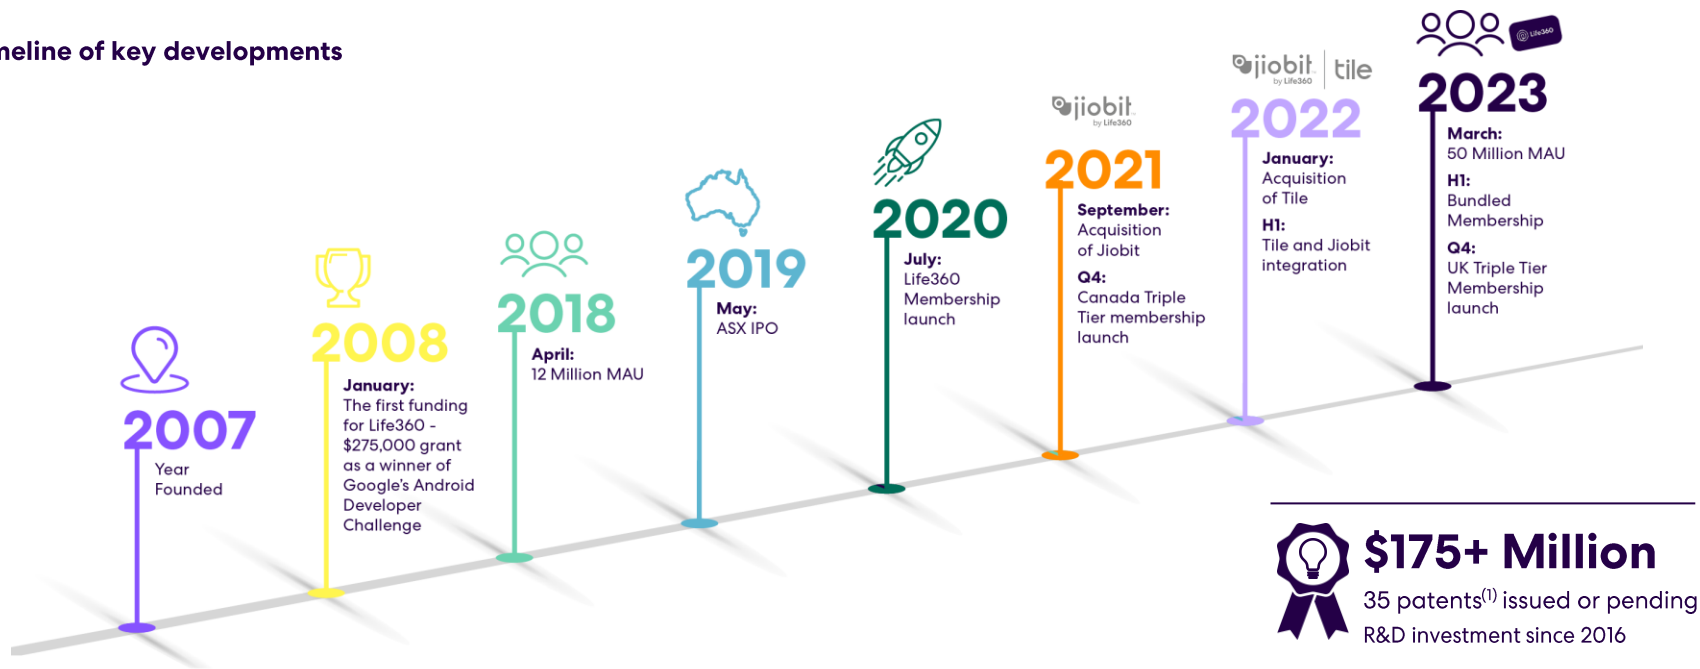 meline of key developments
2007
Year
Founded
2008
January:
The first funding
for Life360 -
$275,000 grant
as a winner of
Google's Android
Developer
Challenge
2018
April:
12 Million MAU
2019
May:
ASX IPO
2020
July:
Life360
Membership
launch
jiobit
by Life360
2021
September:
Acquisition
of Jiobit
Q4:
Canada Triple
Tier membership
launch
jiobit | tile
by Life360
2022
January:
Acquisition
of Tile
H1:
Tile and Jiobit
integration
Life360
2023
March:
50 Million MAU
H1:
Bundled
Membership
Q4:
UK Triple Tier
Membership
launch
$175+ Million
35 patents(1) issued or pending
R&D investment since 2016